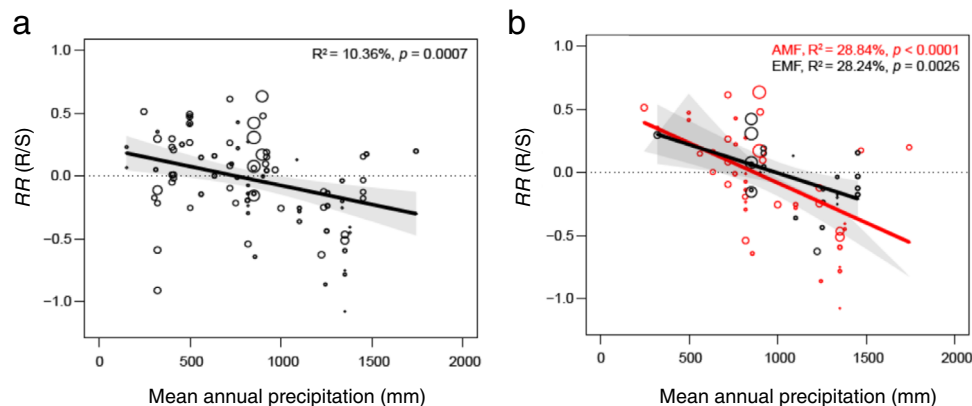 a
R² = 10.36%, p = 0.0007
RR (R/S)
1.0
0.5
0.0
−0.5
−1.0
0
500
1000
1500
2000
Mean annual precipitation (mm)
b
AMF, R² = 28.84%, p < 0.0001
EMF, R² = 28.24%, p = 0.0026
RR (R/S)
1.0
0.5
0.0
−0.5
−1.0
0
500
1000
1500
2000
Mean annual precipitation (mm)